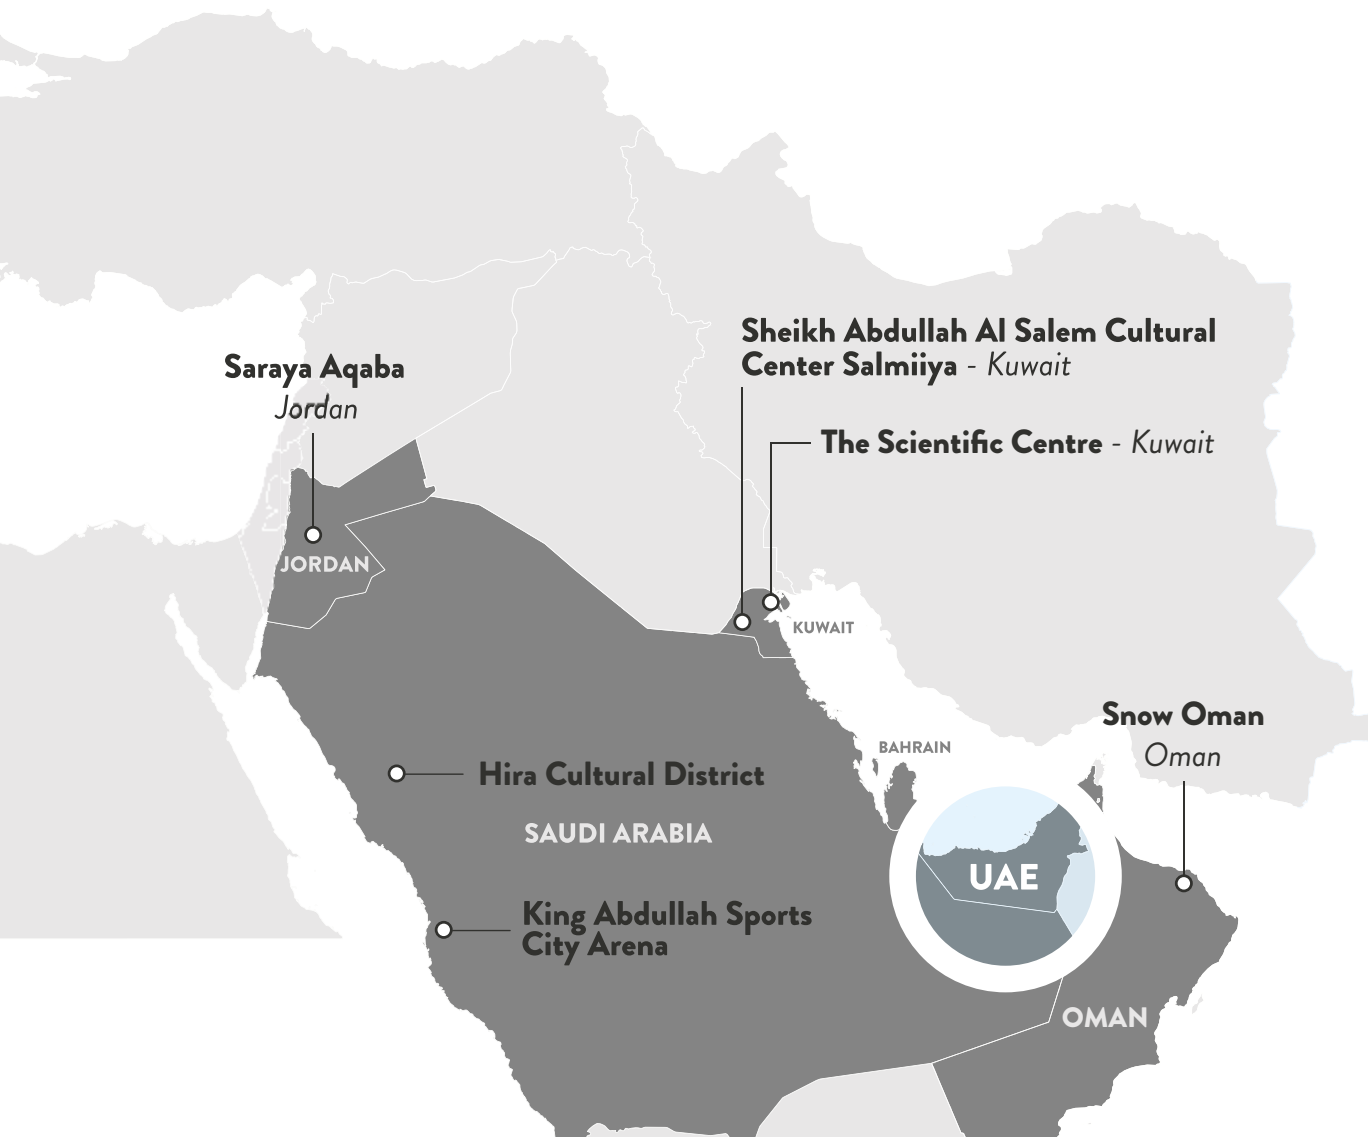 Sheikh Abdullah Al Salem Cultural
Center Salmiiya - Kuwait
Saraya Aqaba
Jordan
The Scientific Centre - Kuwait
JORDAN
KUWAIT
Snow Oman
Oman
BAHRAIN
Hira Cultural District
SAUDI ARABIA
UAE
King Abdullah Sports
City Arena
OMAN